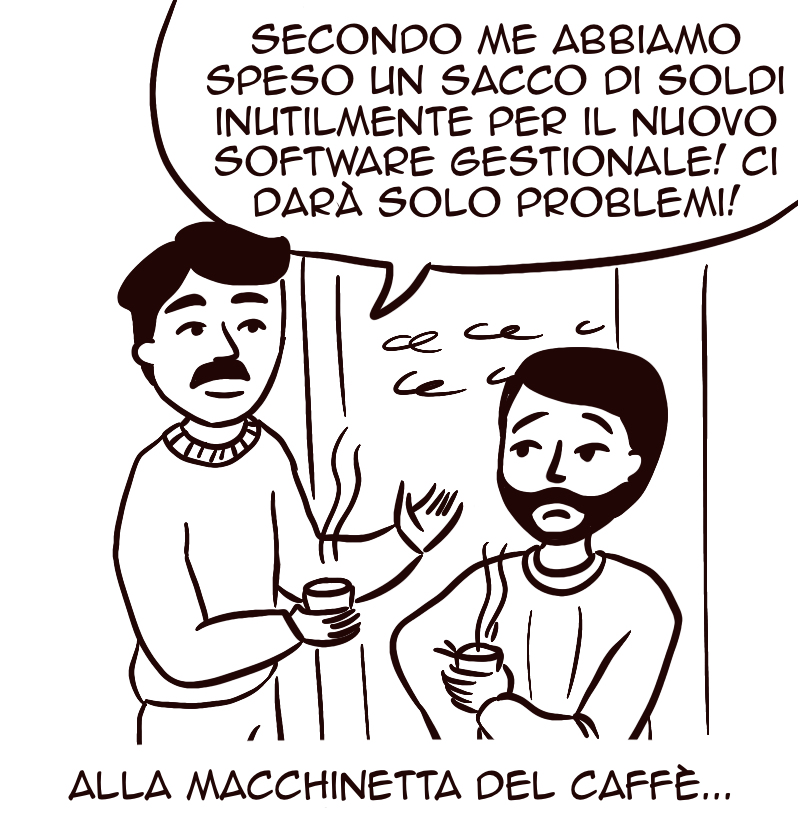 SECONDO ME ABBIAMO
SPESO UN SACCO DI SOLDI
INUTILMENTE PER IL NUOVO
SOFTWARE GESTIONALE! CI
DARÀ SOLO PROBLEMI!
ALLA MACCHINETTA DEL CAFFÈ...